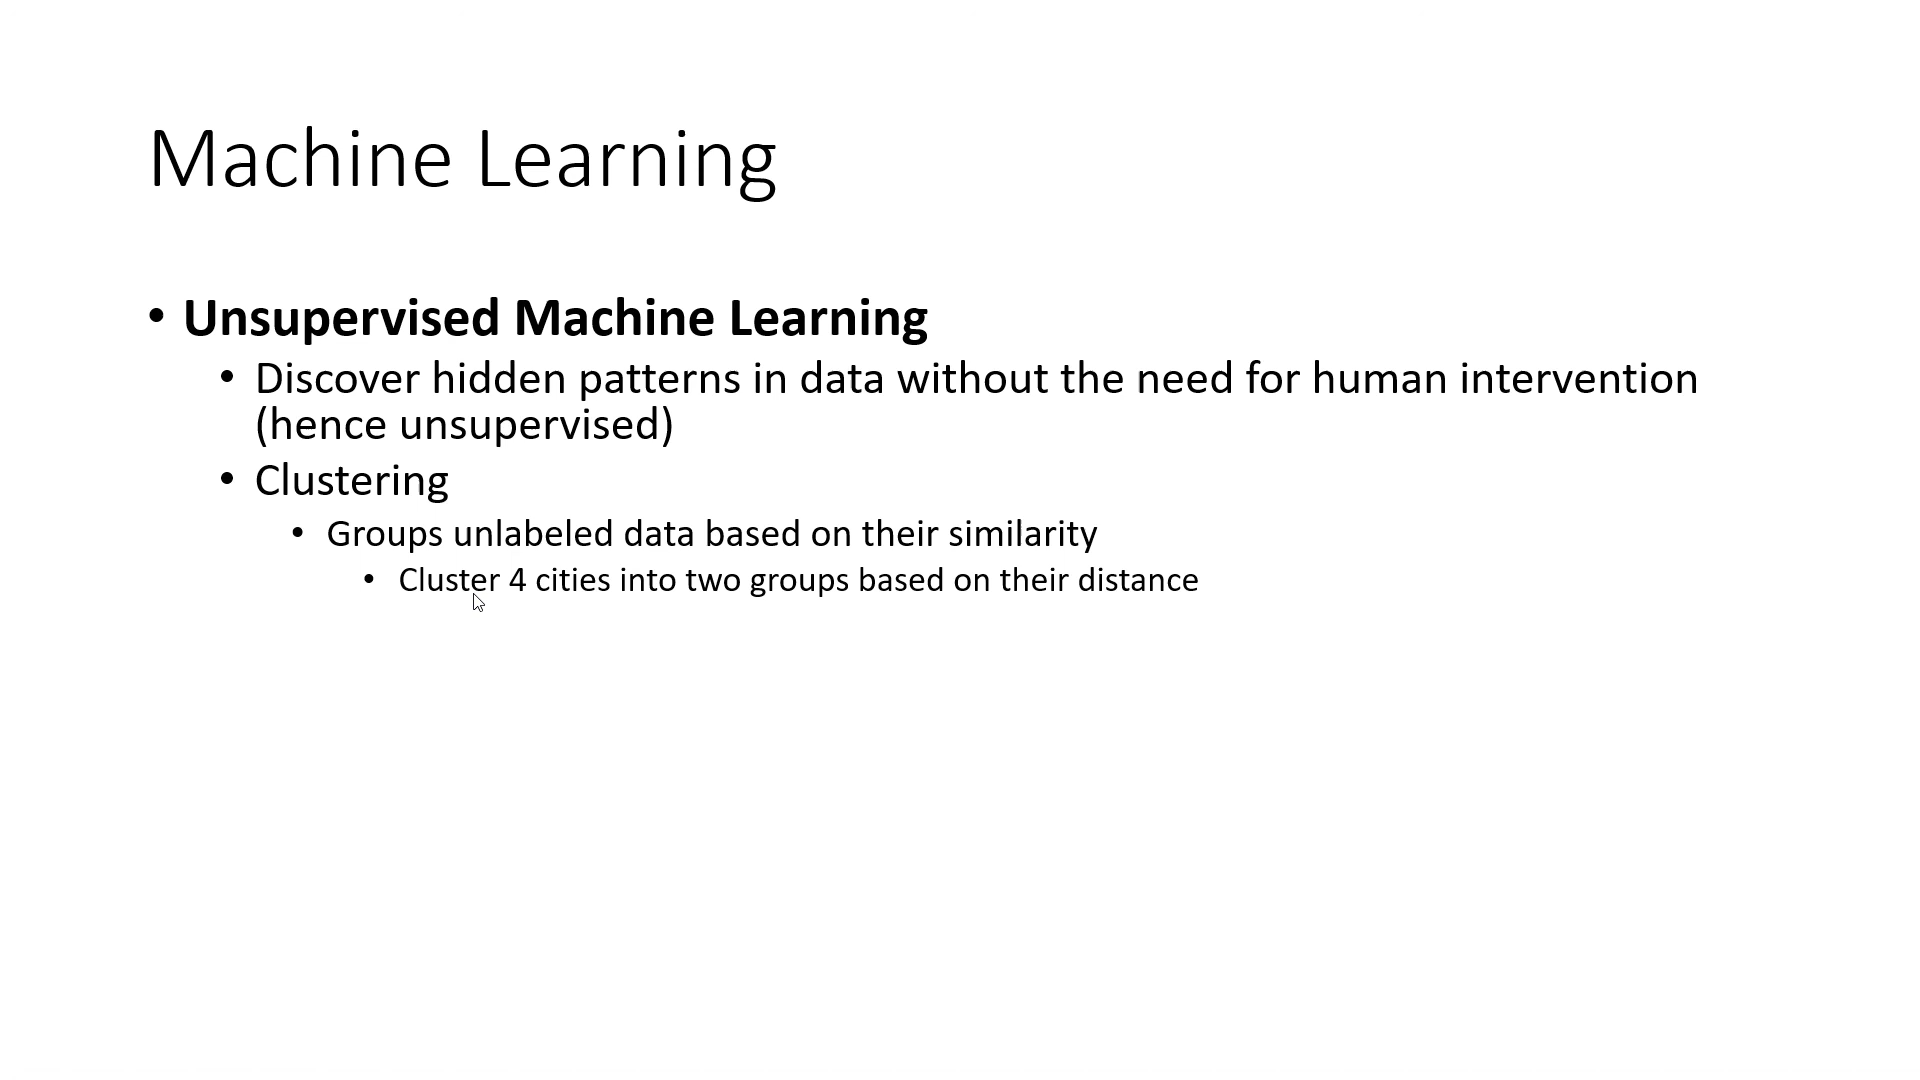 Machine Learning
• Unsupervised Machine Learning
• Discover hidden patterns in data without the need for human intervention
(hence unsupervised)
• Clustering
• Groups unlabeled data based on their similarity
• Cluster 4 cities into two groups based on their distance